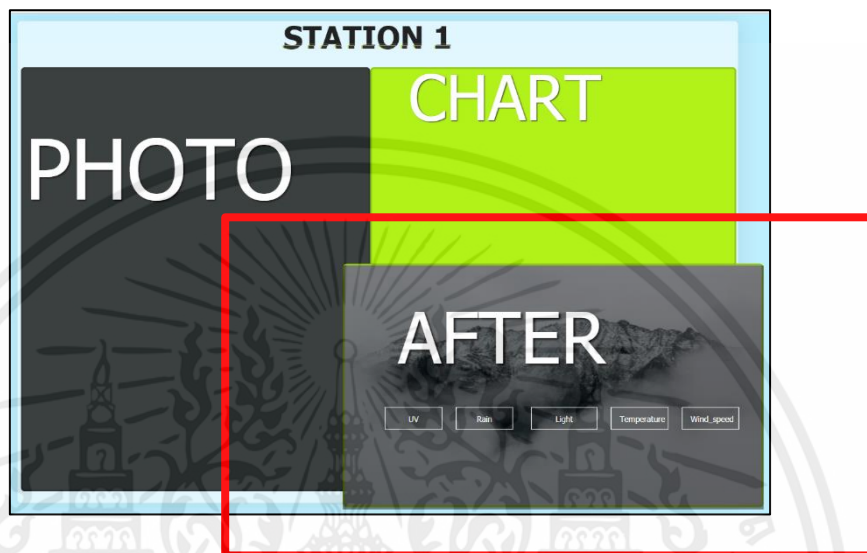 STATION 1
CHART
PHOTO
AFTER
UV Rain Light Temperature Wind_speed